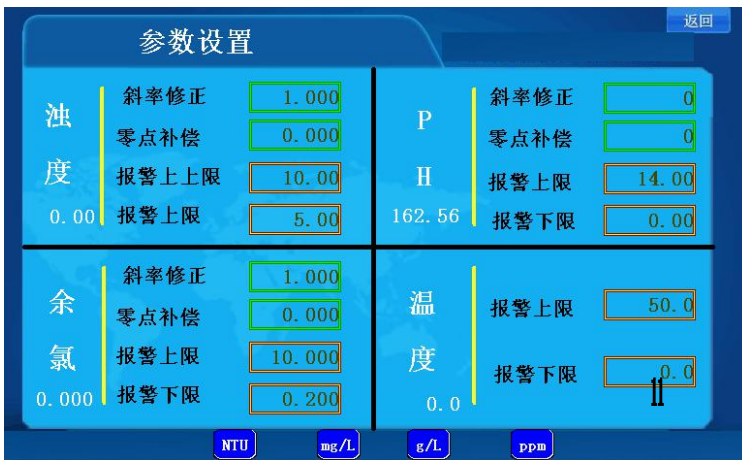 返回
参数设置
浊度
0.00
斜率修正 1.000
零点补偿 0.000
报警上上限 10.00
报警上限 5.00
PH
162.56
斜率修正 0
零点补偿 0
报警上限 14.00
报警下限 0.00
余氯
0.000
斜率修正 1.000
零点补偿 0.000
报警上限 10.000
报警下限 0.200
温度
0.0
报警上限 50.0
报警下限 0.0
11
NTU mg/L g/L ppm